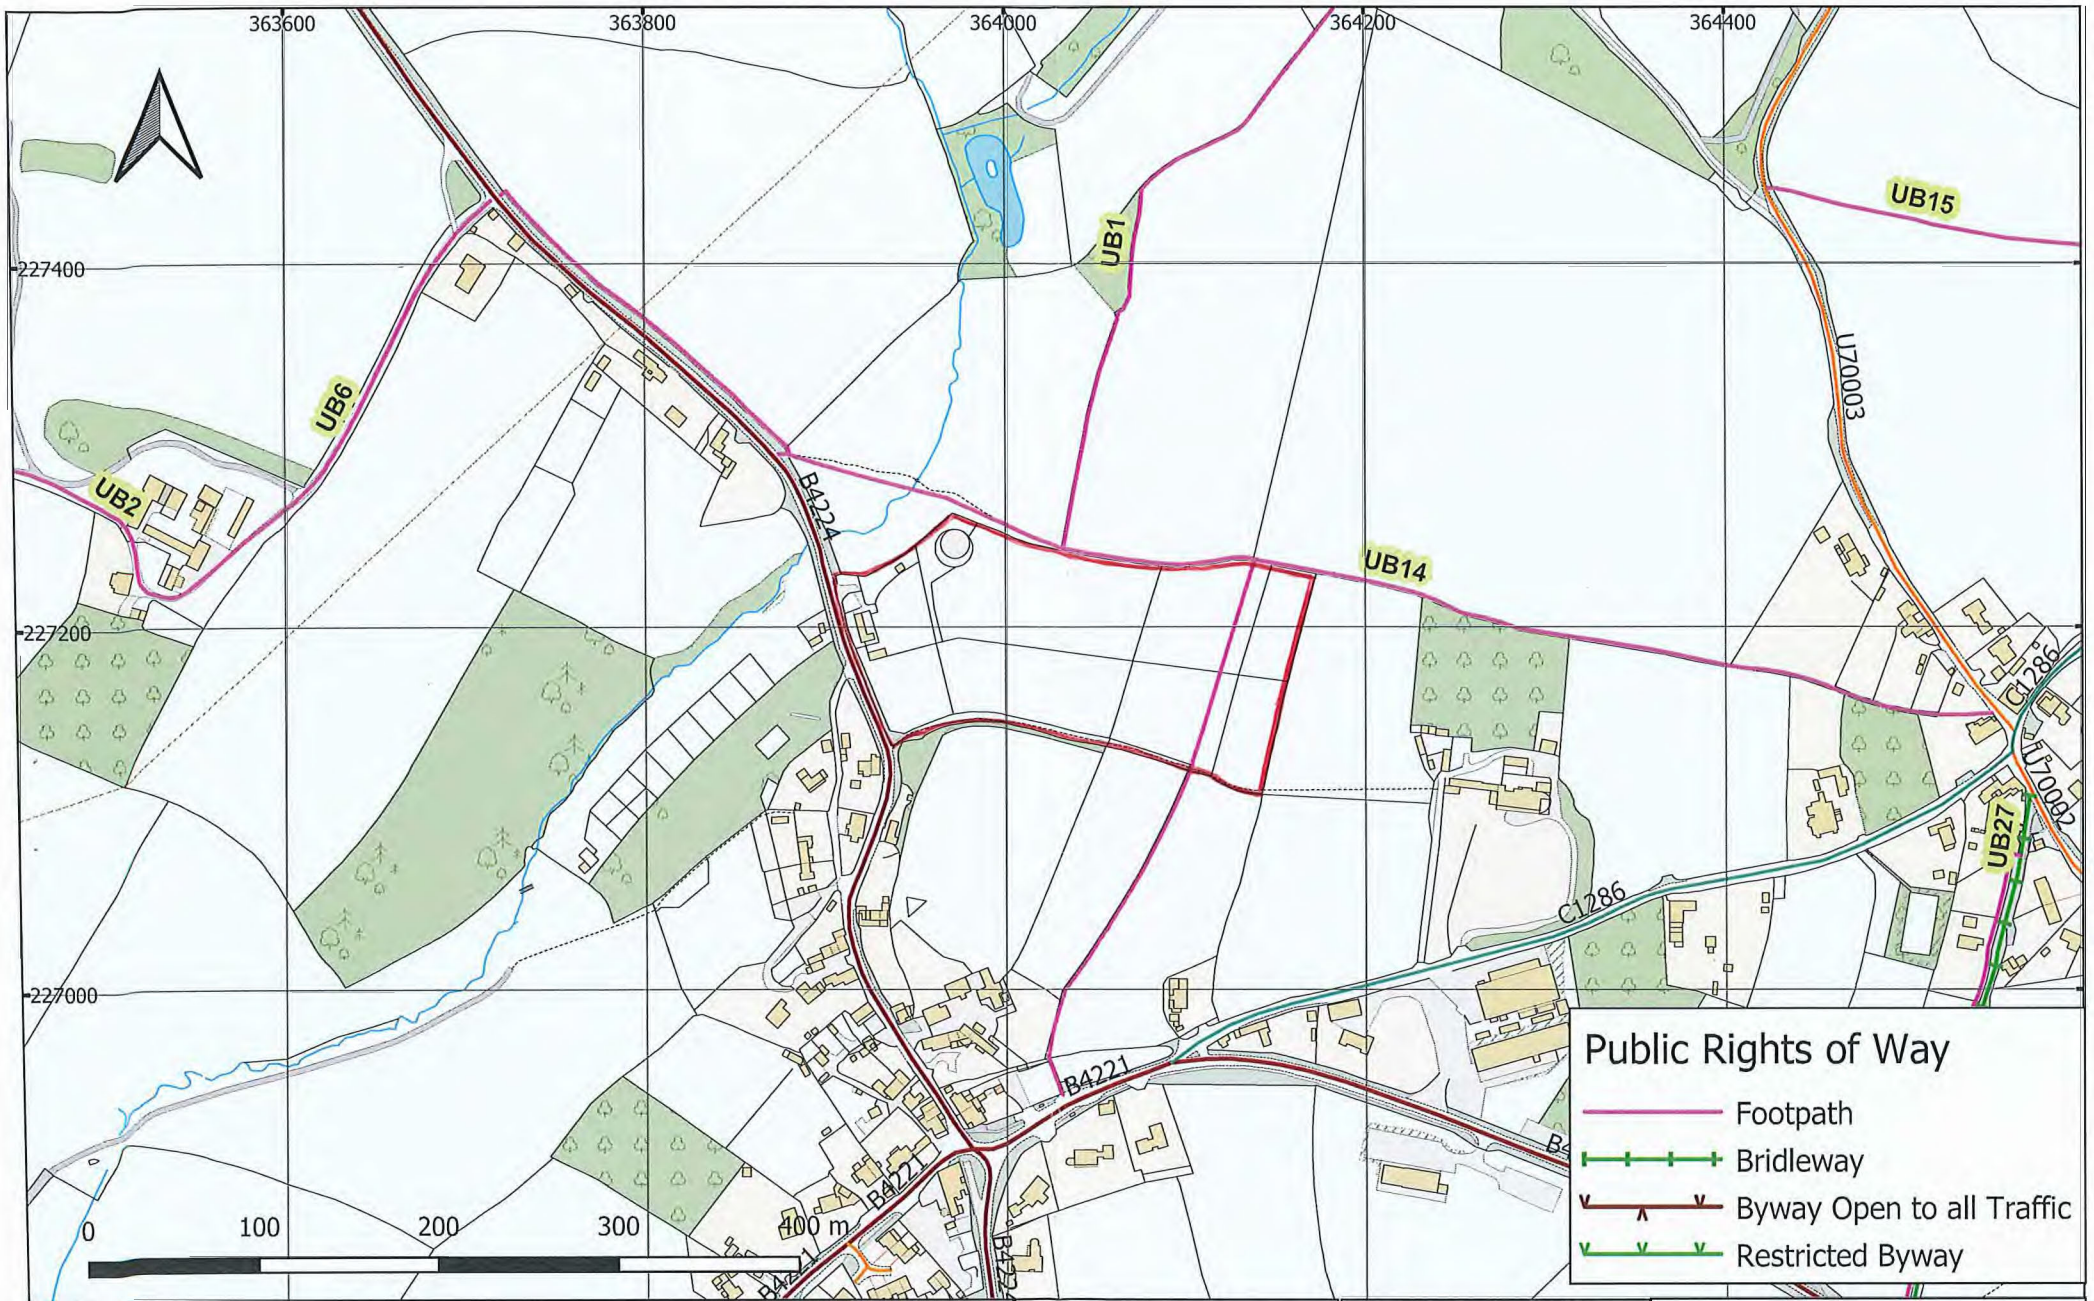 363600
363800
364000
364200
364400
UB15
227400
UB1
U70003
UB6
UB2
B4224
UB14
227200
C1286
U70002
UB27
C1286
227000
B4221
B4221
B4221
B4224
Public Rights of Way
Footpath
Bridleway
Byway Open to all Traffic
Restricted Byway
0 100 200 300 400 m